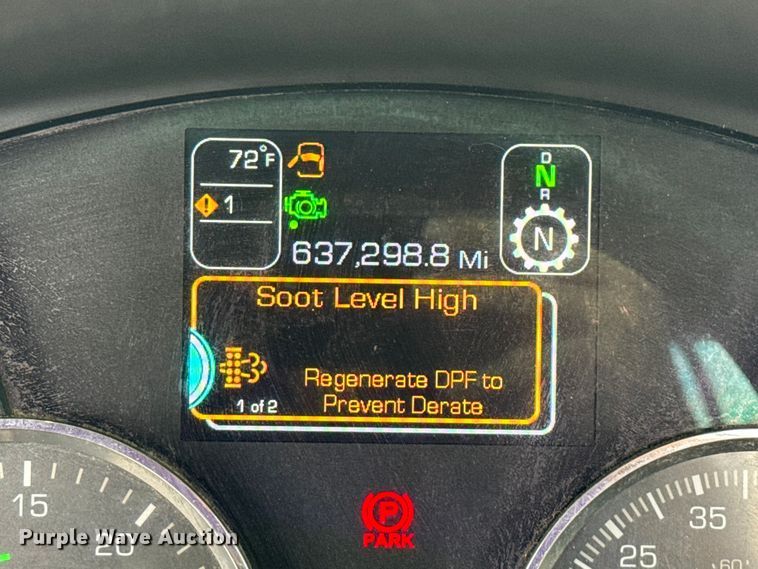 72°F
D
1
N
R
N
637,298.8 Mi
Soot Level High
Regenerate DPF to
Prevent Derate
1 of 2
P
PARK
15
20
25
35
60
Purple Wave Auction